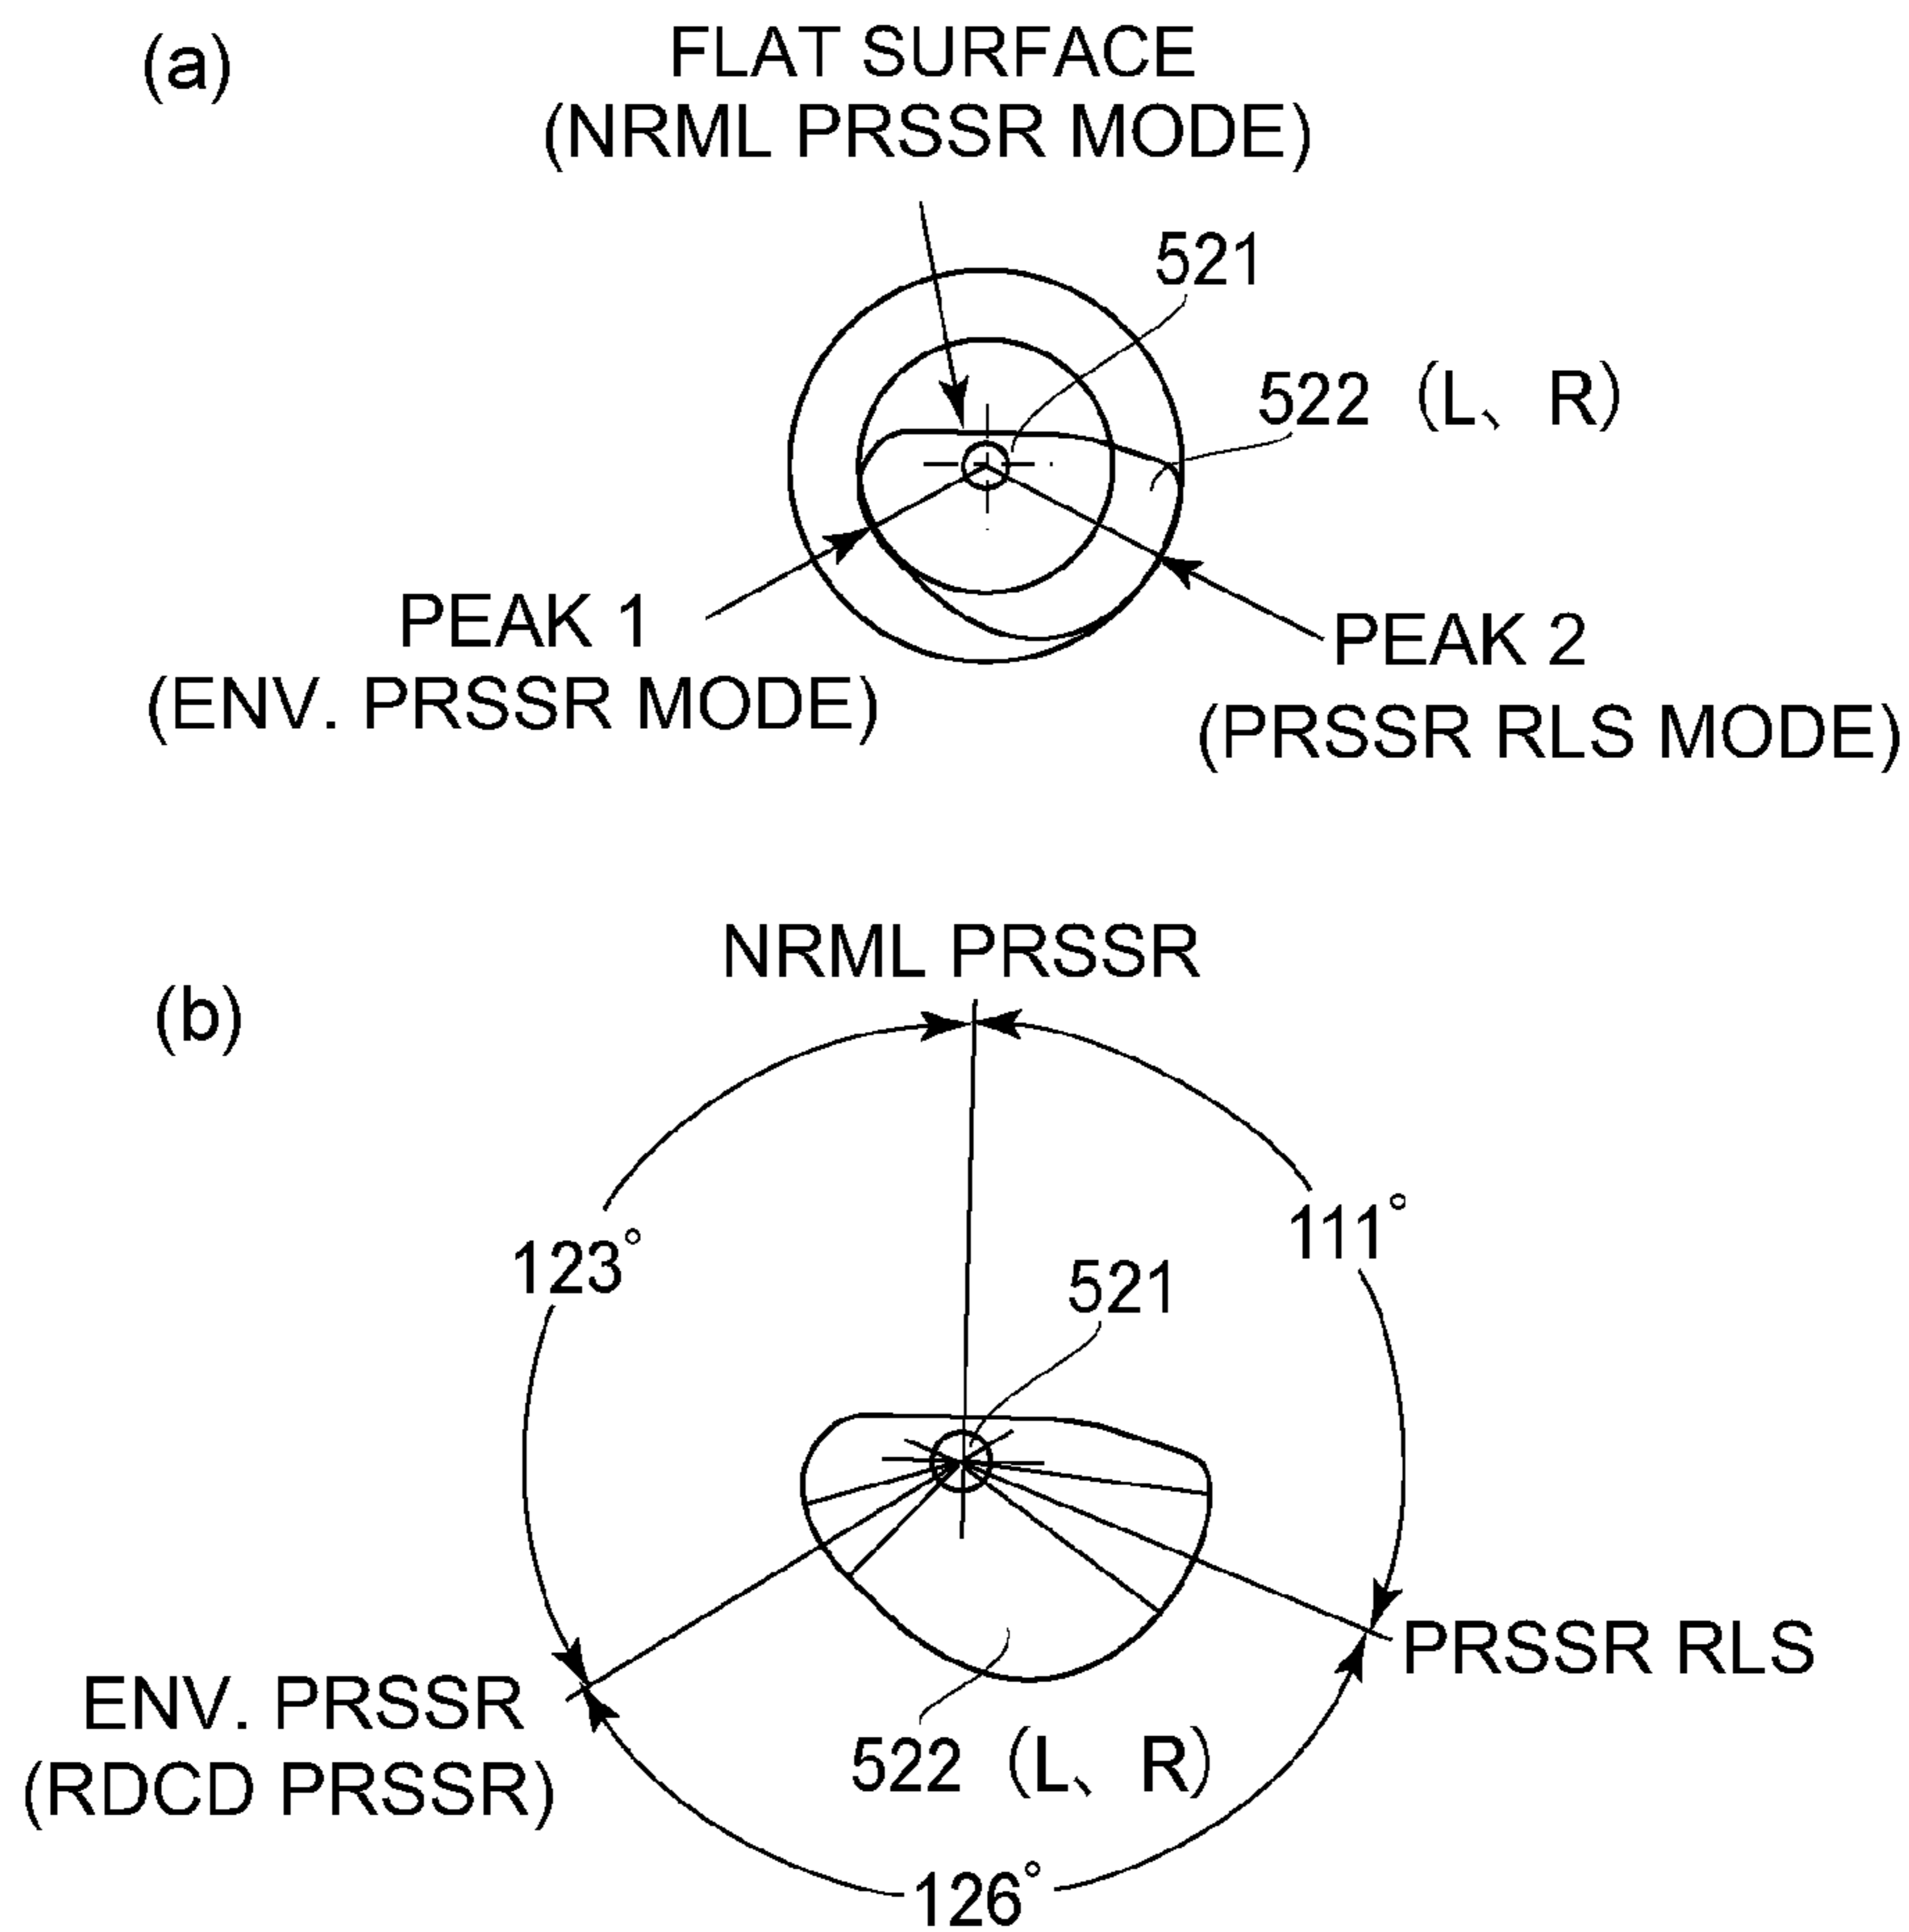 (a)
FLAT SURFACE
(NRML PRSSR MODE)
521
522 (L、 R)
PEAK 1
(ENV. PRSSR MODE)
PEAK 2
(PRSSR RLS MODE)
(b)
NRML PRSSR
123°
111°
521
PRSSR RLS
ENV. PRSSR
(RDCD PRSSR)
522 (L、 R)
126°